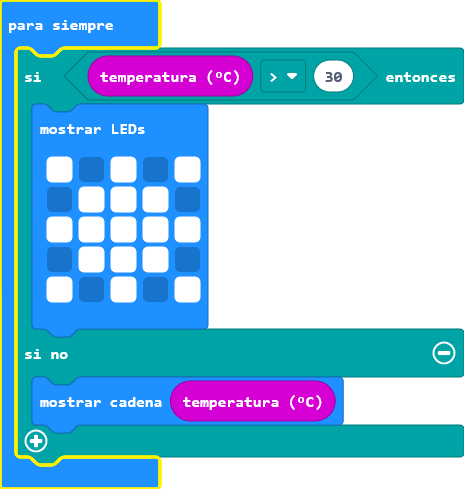 para siempre
si temperatura (ºC) > 30 entonces
mostrar LEDs
si no
mostrar cadena temperatura (ºC)